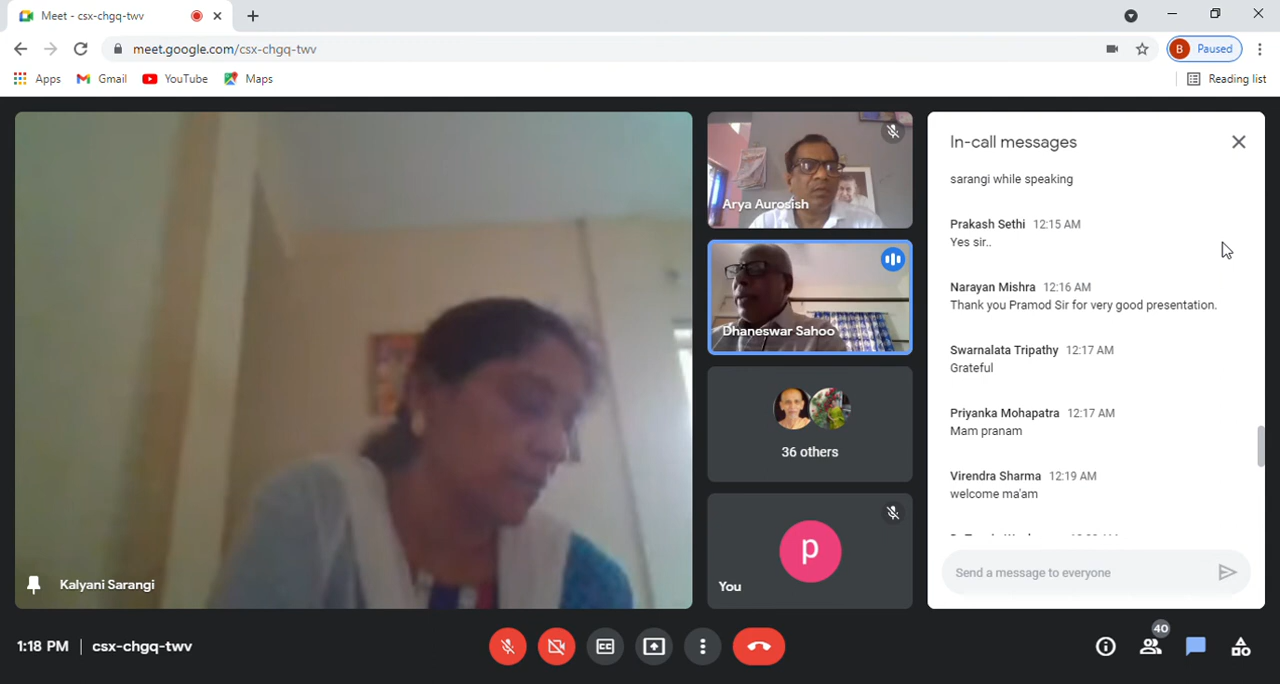 Meet - csx-chgq-twv
meet.google.com/csx-chgq-twv
B Paused
Apps Gmail YouTube Maps
Reading list
In-call messages
sarangi while speaking
Prakash Sethi 12:15 AM
Yes sir..
Narayan Mishra 12:16 AM
Thank you Pramod Sir for very good presentation.
Swarnalata Tripathy 12:17 AM
Grateful
Priyanka Mohapatra 12:17 AM
Mam pranam
Virendra Sharma 12:19 AM
welcome ma'am
Send a message to everyone
Arya Aurosish
Dhaneswar Sahoo
36 others
p
You
Kalyani Sarangi
1:18 PM | csx-chgq-twv
CC
40